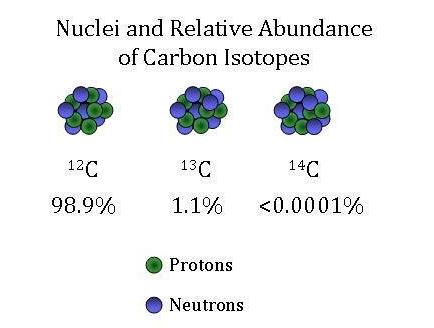 Nuclei and Relative Abundance
of Carbon Isotopes
¹²C ¹³C ¹⁴C
98.9% 1.1% <0.0001%
Protons
Neutrons